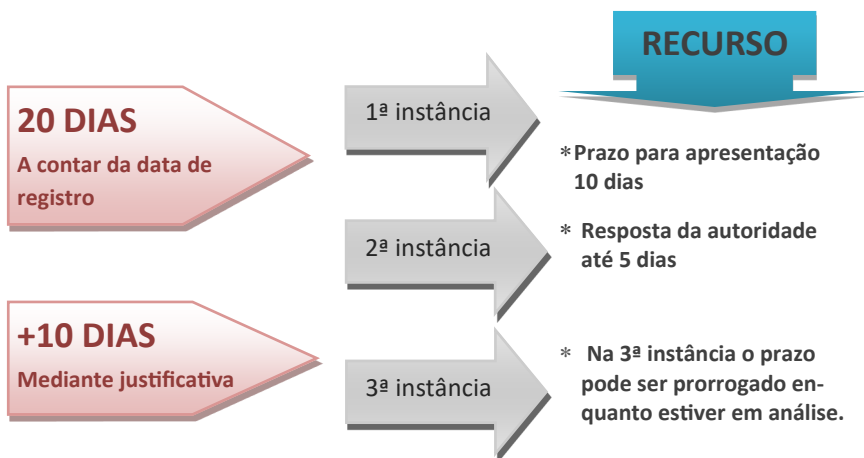 20 DIAS
A contar da data de
registro
+10 DIAS
Mediante justificativa
1ª instância
2ª instância
3ª instância
RECURSO
* Prazo para apresentação
10 dias
* Resposta da autoridade
até 5 dias
* Na 3ª instância o prazo
pode ser prorrogado en-
quanto estiver em análise.